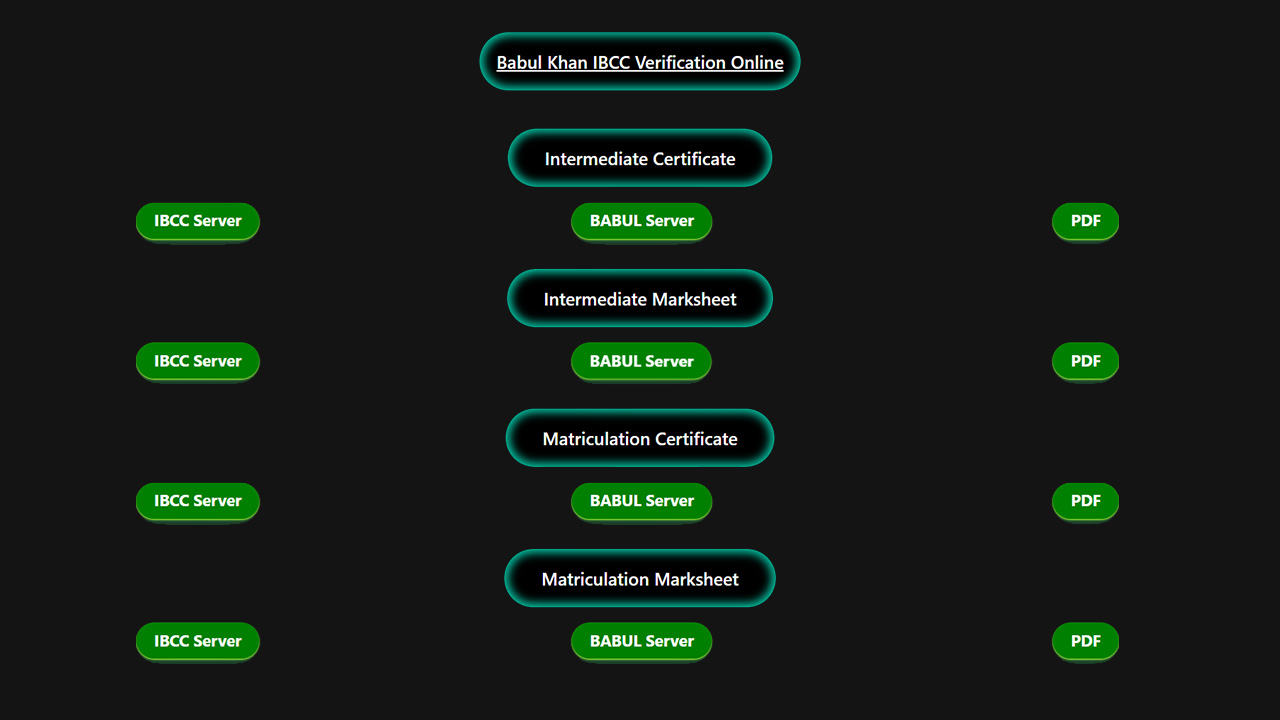 Babul Khan IBCC Verification Online
Intermediate Certificate
IBCC Server BABUL Server PDF
Intermediate Marksheet
IBCC Server BABUL Server PDF
Matriculation Certificate
IBCC Server BABUL Server PDF
Matriculation Marksheet
IBCC Server BABUL Server PDF